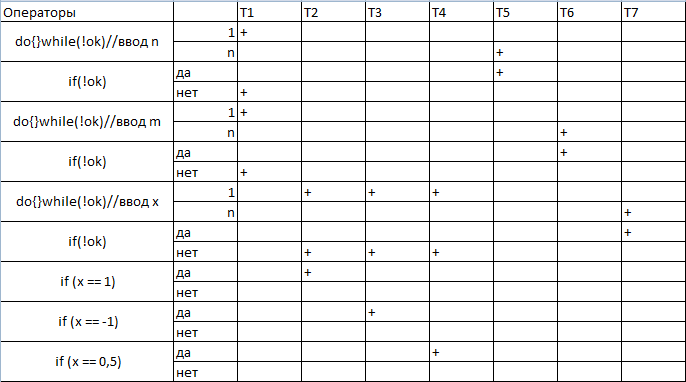 Операторы T1 T2 T3 T4 T5 T6 T7
do{}while(!ok)//ввод n 1 +
n +
if(!ok) да +
нет +
do{}while(!ok)//ввод m 1 +
n +
if(!ok) да +
нет +
do{}while(!ok)//ввод x 1 + + +
n +
if(!ok) да +
нет + + +
if (x == 1) да +
нет
if (x == -1) да +
нет
if (x == 0,5) да +
нет